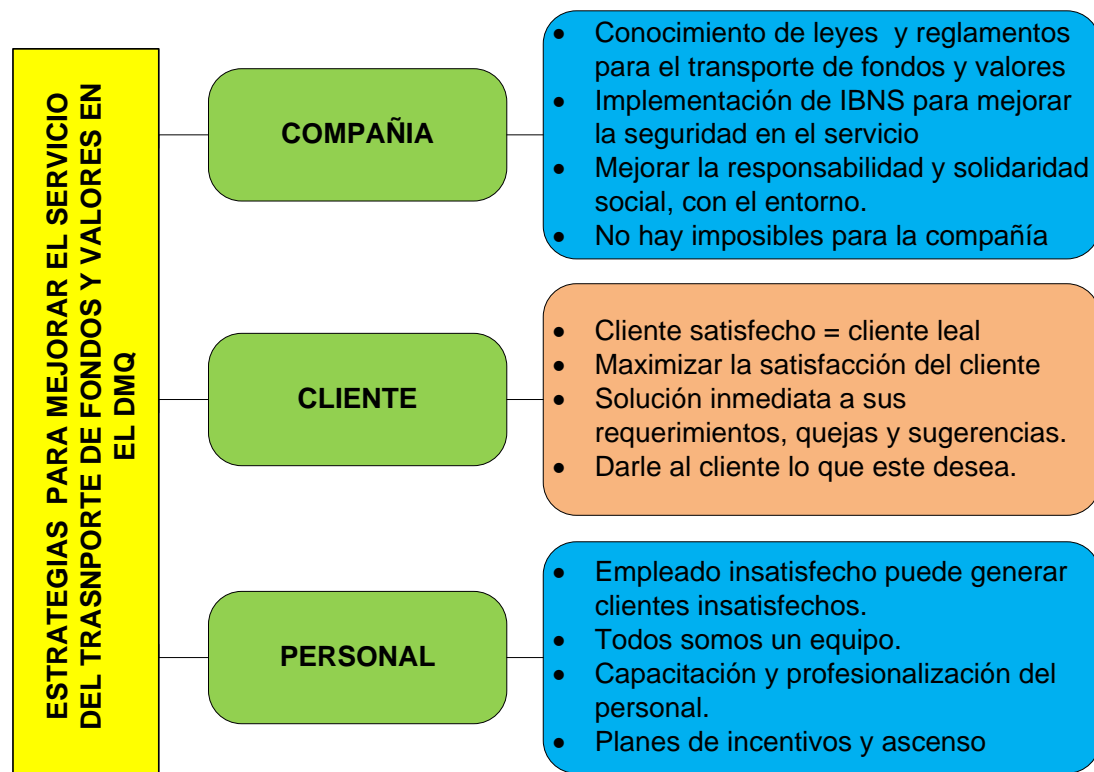 ESTRATEGIAS PARA MEJORAR EL SERVICIO
DEL TRASNPORTE DE FONDOS Y VALORES EN
EL DMQ
COMPAÑIA
• Conocimiento de leyes y reglamentos
para el transporte de fondos y valores
• Implementación de IBNS para mejorar
la seguridad en el servicio
• Mejorar la responsabilidad y solidaridad
social, con el entorno.
• No hay imposibles para la compañía
CLIENTE
• Cliente satisfecho = cliente leal
• Maximizar la satisfacción del cliente
• Solución inmediata a sus
requerimientos, quejas y sugerencias.
• Darle al cliente lo que este desea.
PERSONAL
• Empleado insatisfecho puede generar
clientes insatisfechos.
• Todos somos un equipo.
• Capacitación y profesionalización del
personal.
• Planes de incentivos y ascenso